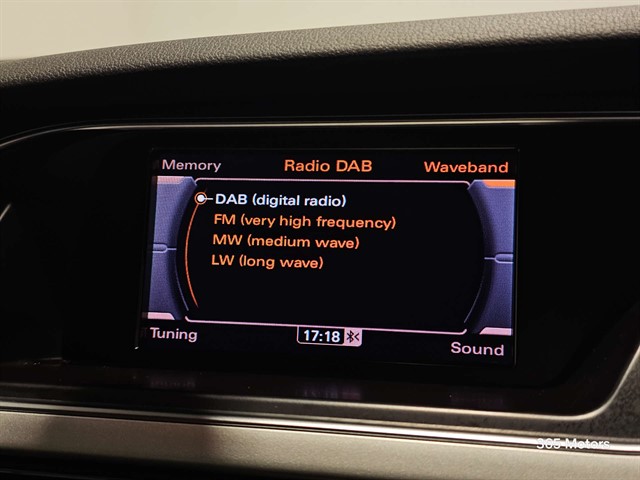 Memory Radio DAB Waveband
DAB (digital radio)
FM (very high frequency)
MW (medium wave)
LW (long wave)
Tuning 17:18 Sound
365 Motors